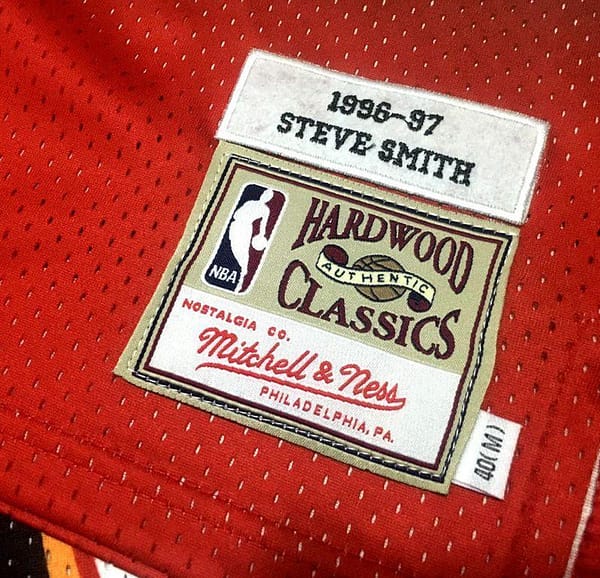 1996-97
STEVE SMITH
NBA
HARDWOOD
AUTHENTIC
CLASSICS
NOSTALGIA CO.
Mitchell & Ness
PHILADELPHIA, PA.
40(M)